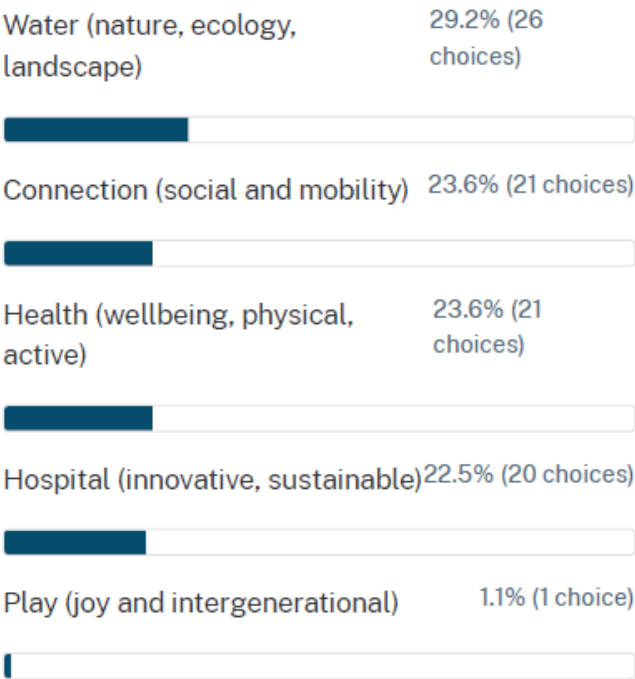 Water (nature, ecology,
landscape)
29.2% (26
choices)
Connection (social and mobility)
23.6% (21 choices)
Health (wellbeing, physical,
active)
23.6% (21
choices)
Hospital (innovative, sustainable)
22.5% (20 choices)
Play (joy and intergenerational)
1.1% (1 choice)